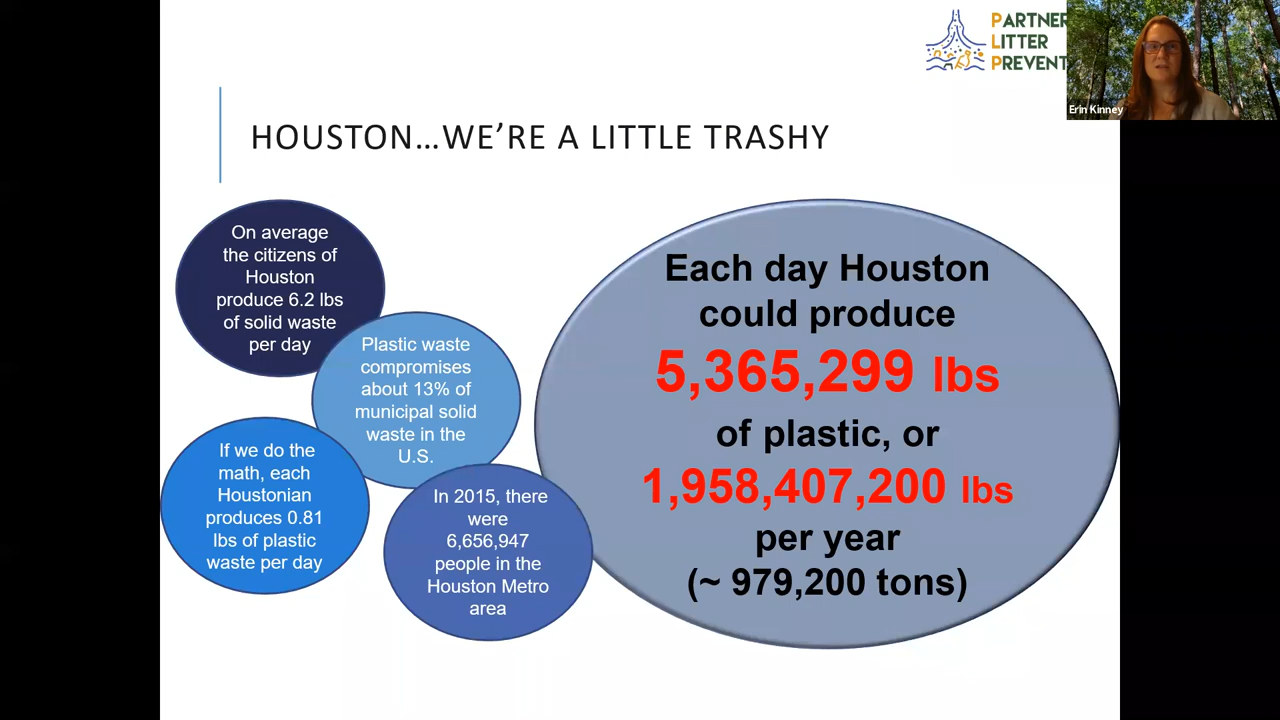 PARTNER
LITTER
PREVENT
Erin Kinney
HOUSTON…WE’RE A LITTLE TRASHY
On average
the citizens of
Houston
produce 6.2 lbs
of solid waste
per day
Plastic waste
compromises
about 13% of
municipal solid
waste in the
U.S.
If we do the
math, each
Houstonian
produces 0.81
lbs of plastic
waste per day
In 2015, there
were
6,656,947
people in the
Houston Metro
area
Each day Houston
could produce
5,365,299 lbs
of plastic, or
1,958,407,200 lbs
per year
(~ 979,200 tons)